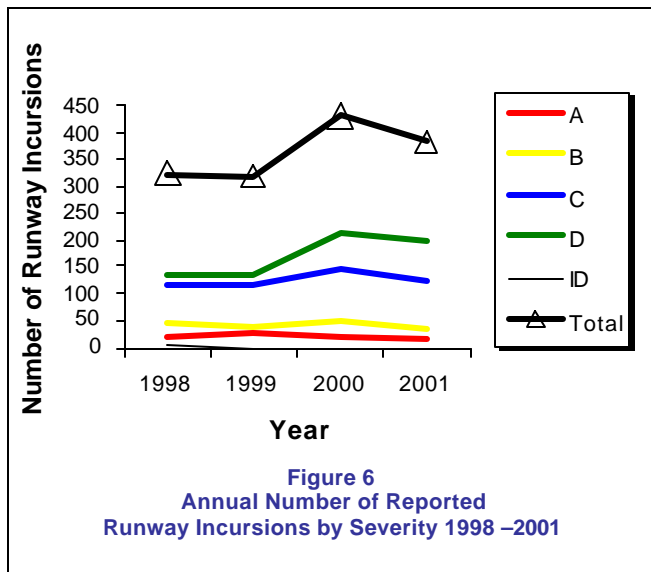 Number of Runway Incursions
450
400
350
300
250
200
150
100
50
0
1998 1999 2000 2001
Year
A
B
C
D
ID
Total
Figure 6
Annual Number of Reported
Runway Incursions by Severity 1998 –2001